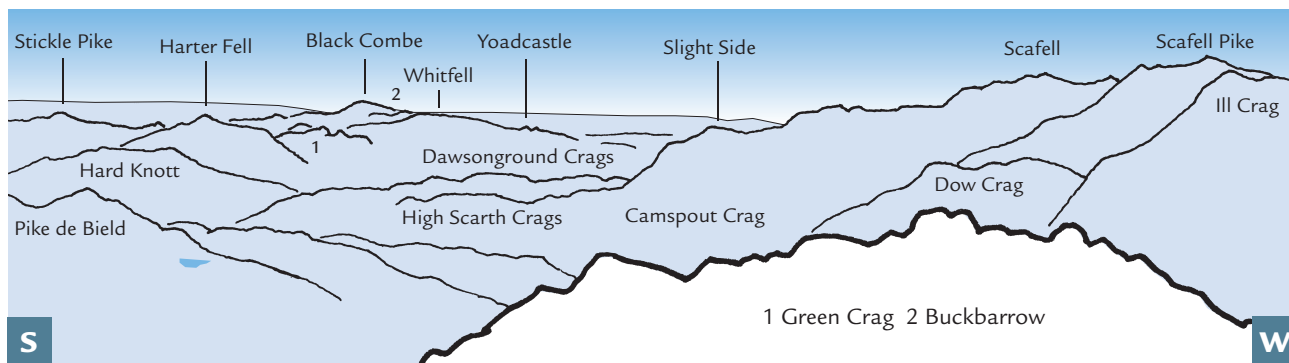 Stickle Pike
Harter Fell
Black Combe
Yoadcastle
Slight Side
Scafell
Scafell Pike
Whitfell
2
Ill Crag
1
Dawsonground Crags
Hard Knott
Dow Crag
Pike de Bield
High Scarth Crags
Camspout Crag
1 Green Crag 2 Buckbarrow
S
W